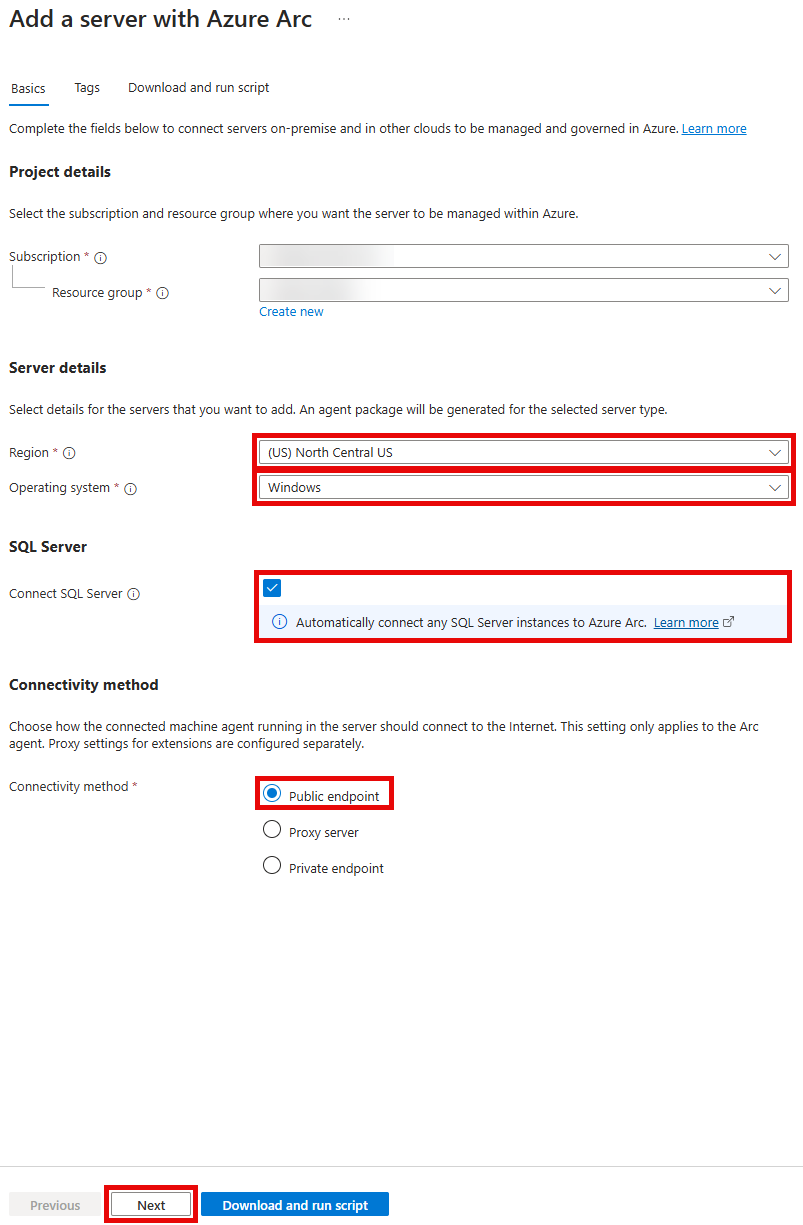 Add a server with Azure Arc ...
Basics Tags Download and run script
Complete the fields below to connect servers on-premise and in other clouds to be managed and governed in Azure. Learn more
Project details
Select the subscription and resource group where you want the server to be managed within Azure.
Subscription *
Resource group *
Create new
Server details
Select details for the servers that you want to add. An agent package will be generated for the selected server type.
Region * (US) North Central US
Operating system * Windows
SQL Server
Connect SQL Server
Automatically connect any SQL Server instances to Azure Arc. Learn more
Connectivity method
Choose how the connected machine agent running in the server should connect to the Internet. This setting only applies to the Arc
agent. Proxy settings for extensions are configured separately.
Connectivity method *
Public endpoint
Proxy server
Private endpoint
Previous Next Download and run script